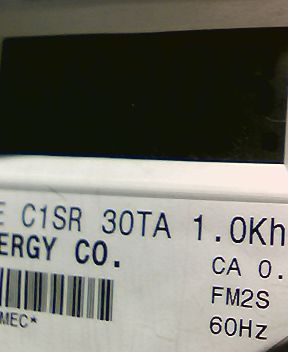 E C1SR 30TA 1.0Kh
ERGY CO.
CA 0.
FM2S
MEC*
60Hz